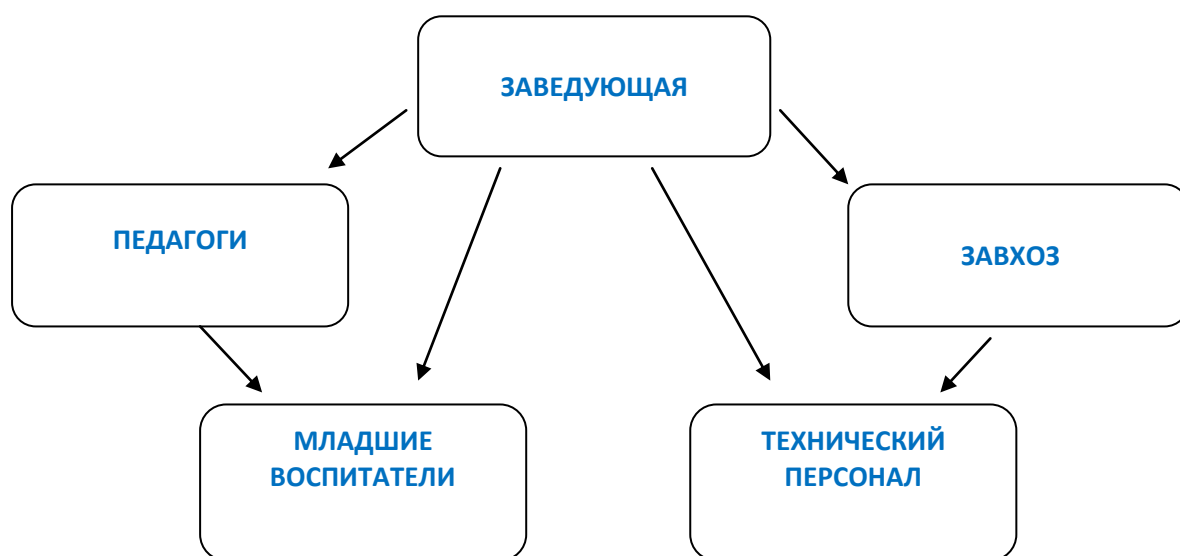 ЗАВЕДУЮЩАЯ
ПЕДАГОГИ
ЗАВХОЗ
МЛАДШИЕ
ВОСПИТАТЕЛИ
ТЕХНИЧЕСКИЙ
ПЕРСОНАЛ